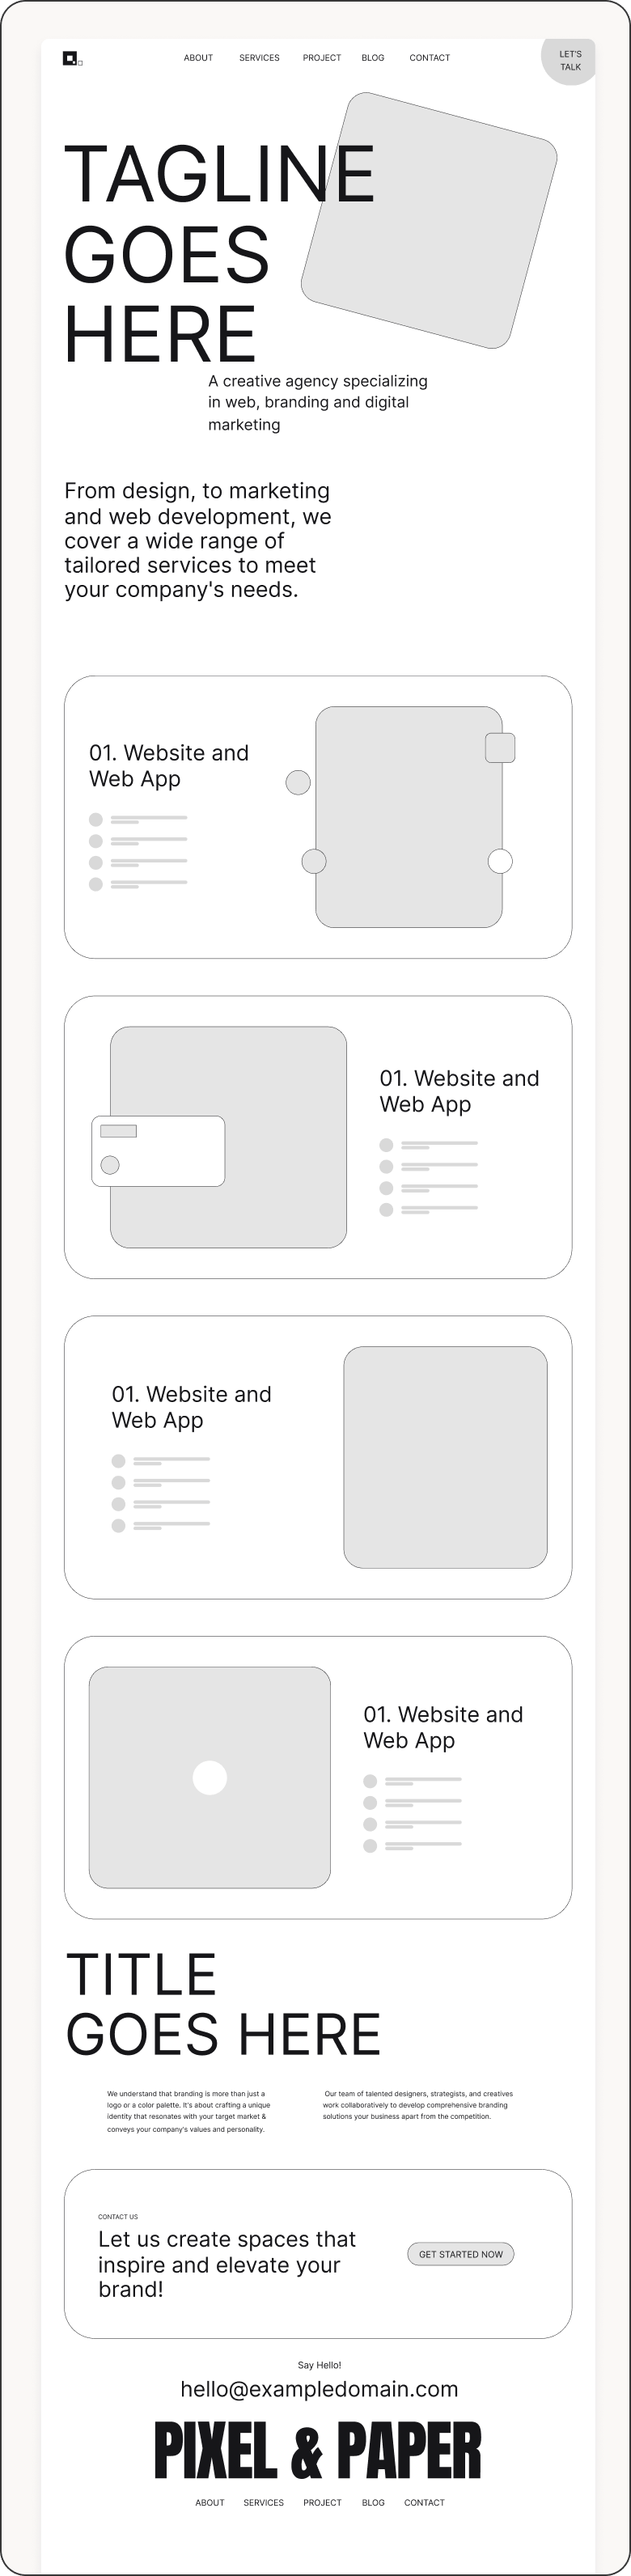 ABOUT SERVICES PROJECT BLOG CONTACT
LET'S
TALK
TAGLINE
GOES
HERE
A creative agency specializing
in web, branding and digital
marketing
From design, to marketing
and web development, we
cover a wide range of
tailored services to meet
your company's needs.
01. Website and
Web App
01. Website and
Web App
01. Website and
Web App
01. Website and
Web App
TITLE
GOES HERE
We understand that branding is more than just a
logo or a color palette. It's about crafting a unique
identity that resonates with your target market &
conveys your company's values and personality.
Our team of talented designers, strategists, and creatives
work collaboratively to develop comprehensive branding
solutions your business apart from the competition.
CONTACT US
Let us create spaces that
inspire and elevate your
brand!
GET STARTED NOW
Say Hello!
hello@exampledomain.com
PIXEL & PAPER
ABOUT SERVICES PROJECT BLOG CONTACT